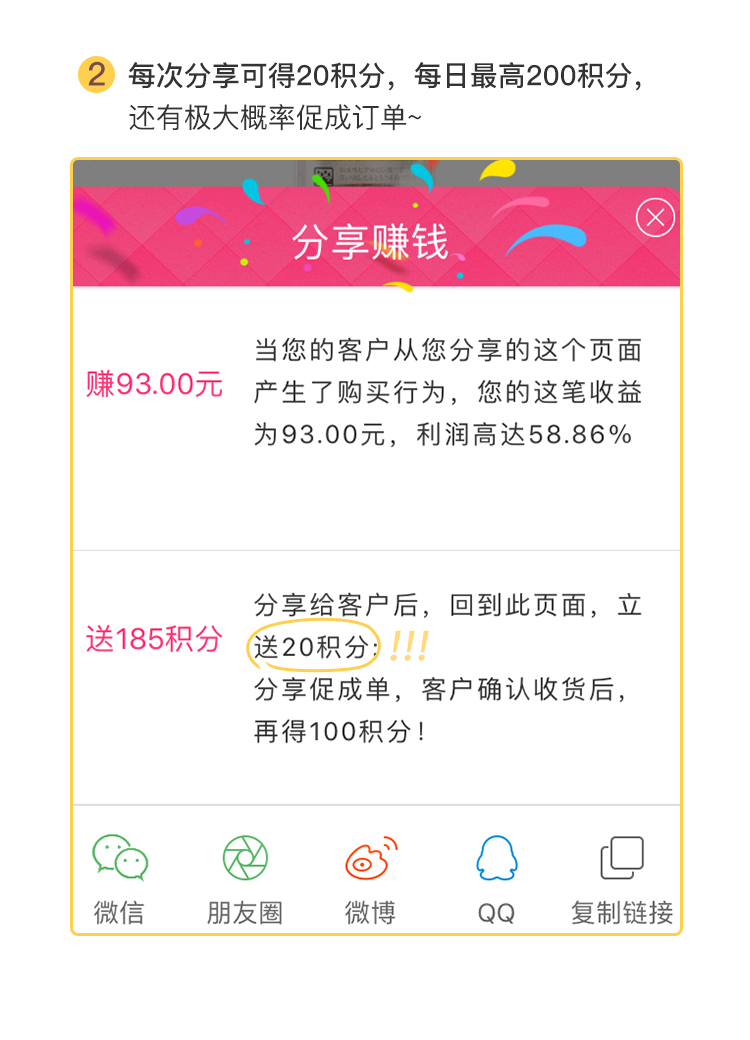 2 每次分享可得20积分，每日最高200积分，
还有极大概率促成订单~
分享赚钱
赚93.00元
当您的客户从您分享的这个页面
产生了购买行为，您的这笔收益
为93.00元，利润高达58.86%
送185积分
分享给客户后，回到此页面，立
送20积分; !!!
分享促成单，客户确认收货后，
再得100积分！
微信 朋友圈 微博 QQ 复制链接